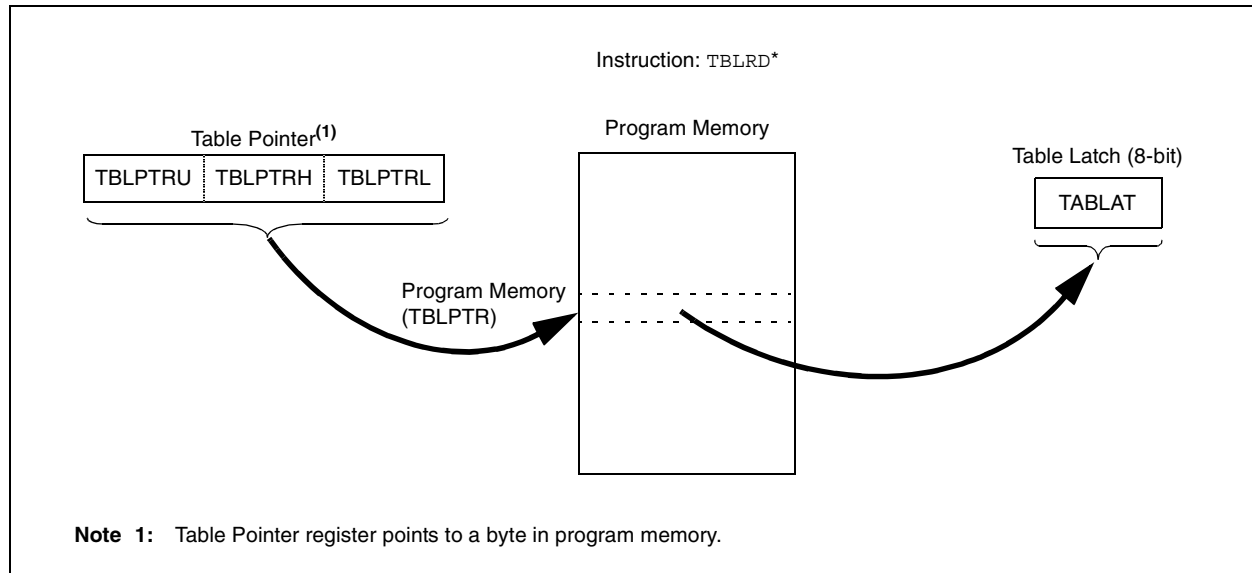 Instruction: TBLRD*
Table Pointer(1)
TBLPTRU TBLPTRH TBLPTRL
Program Memory
(TBLPTR)
Program Memory
Table Latch (8-bit)
TABLAT
Note 1: Table Pointer register points to a byte in program memory.